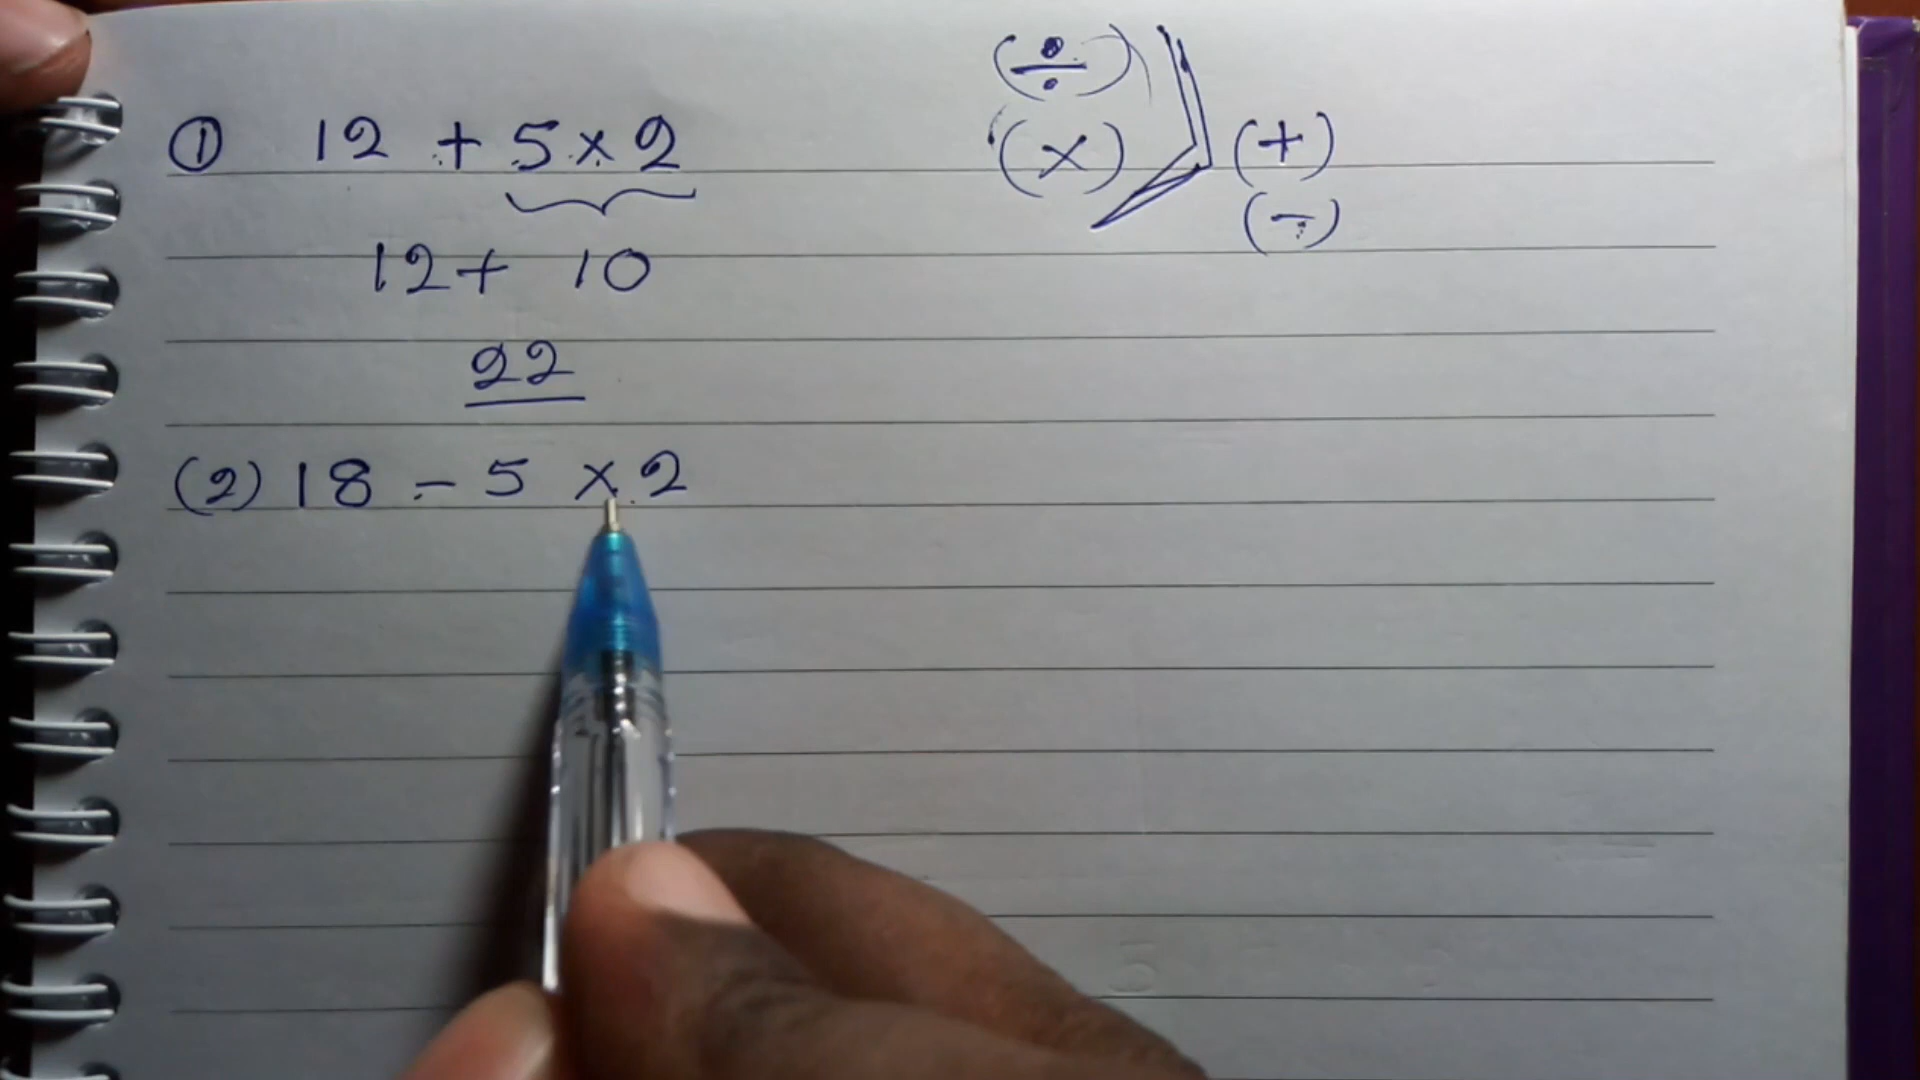 ① 12 + 5 × 2
12 + 10
22
(2) 18 - 5 × 2
(÷)
(×) > (+)
(-)